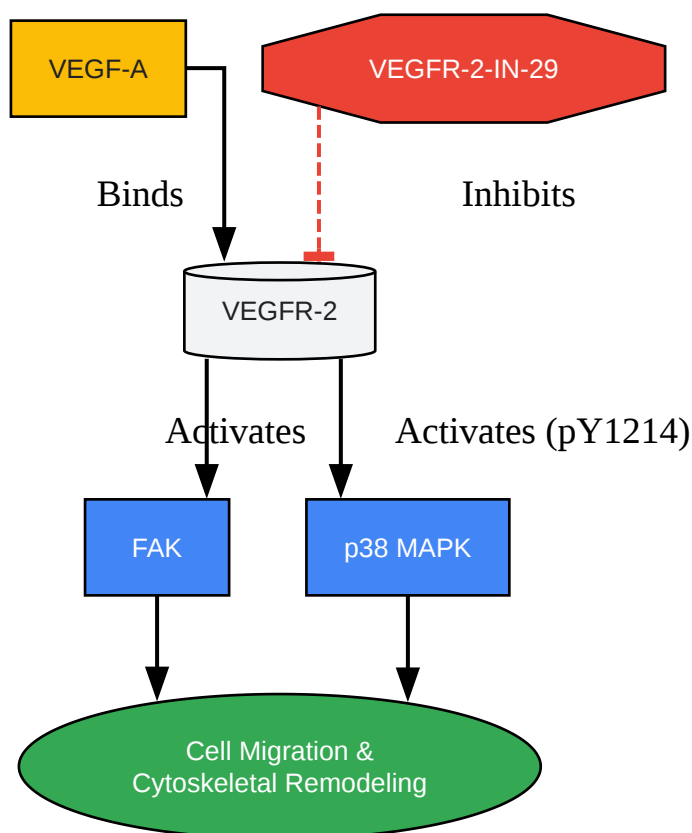 VEGF-A
VEGFR-2-IN-29
Binds
Inhibits
VEGFR-2
Activates
Activates (pY1214)
FAK
p38 MAPK
Cell Migration &
Cytoskeletal Remodeling